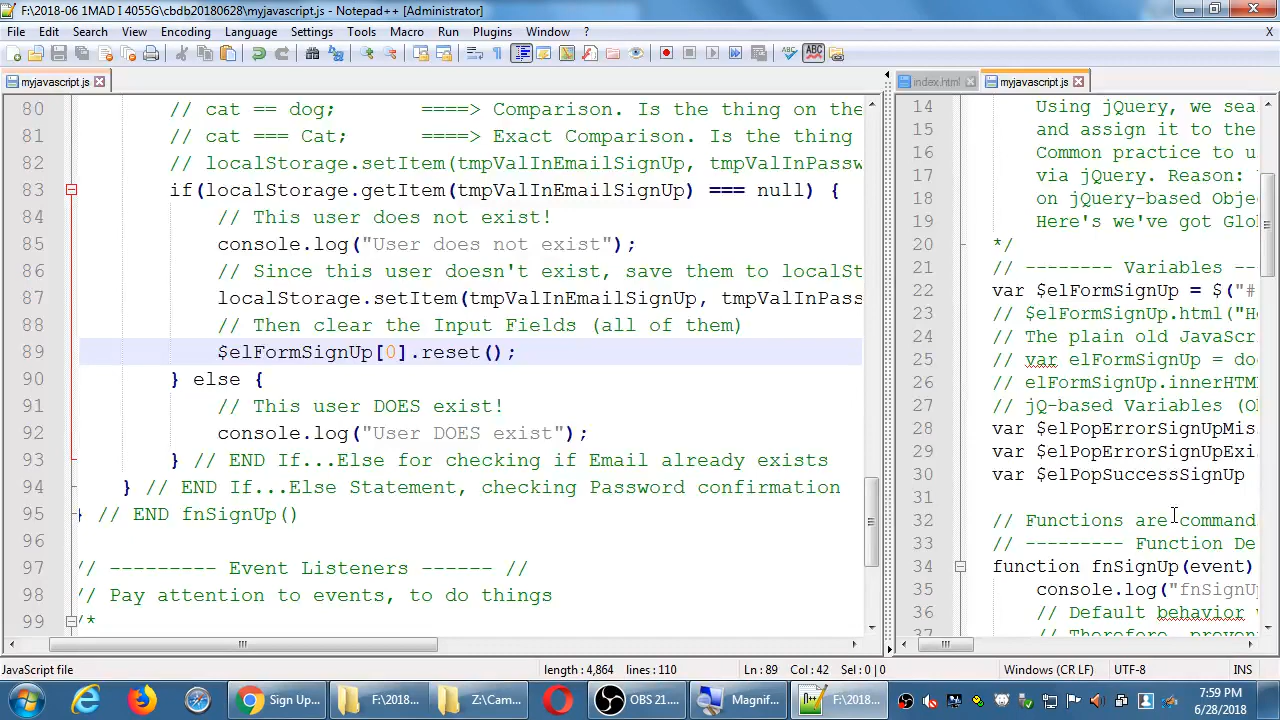 F:\2018-06 1MAD I 4055G\cbdb20180628\myjavascript.js - Notepad++ [Administrator]
File Edit Search View Encoding Language Settings Tools Macro Run Plugins Window ?
X
myjavascript.js
index.html
myjavascript.js
80 // cat == dog; ====> Comparison. Is the thing on the
81 // cat === Cat; ====> Exact Comparison. Is the thing
82 // localStorage.setItem(tmpValInEmailSignUp, tmpValInPassw
83 if(localStorage.getItem(tmpValInEmailSignUp) === null) {
84 // This user does not exist!
85 console.log("User does not exist");
86 // Since this user doesn't exist, save them to localSt
87 localStorage.setItem(tmpValInEmailSignUp, tmpValInPass
88 // Then clear the Input Fields (all of them)
89 $elFormSignUp[0].reset();
90 } else {
91 // This user DOES exist!
92 console.log("User DOES exist");
93 } // END If...Else for checking if Email already exists
94 } // END If...Else Statement, checking Password confirmation
95 } // END fnSignUp()
96
97 // --------- Event Listeners ------ //
98 // Pay attention to events, to do things
99 /*
14 Using jQuery, we sea
15 and assign it to the
16 Common practice to u
17 via jQuery. Reason:
18 on jQuery-based Obje
19 Here's we've got Glo
20 */
21 // -------- Variables --
22 var $elFormSignUp = $("#
23 // $elFormSignUp.html("He
24 // The plain old JavaScri
25 // var elFormSignUp = doc
26 // elFormSignUp.innerHTML
27 // jQ-based Variables (Ob
28 var $elPopErrorSignUpMis
29 var $elPopErrorSignUpExi
30 var $elPopSuccessSignUp
31
32 // Functions are command
33 // --------- Function De
34 function fnSignUp(event)
35 console.log("fnSignUp
36 // Default behavior
37 // Therefore, preven
JavaScript file length : 4,864 lines : 110 Ln : 89 Col : 42 Sel : 0 | 0 Windows (CR LF) UTF-8 INS
Sign Up...
F:\2018...
Z:\Cam...
OBS 21....
Magnif...
F:\2018...
7:59 PM
6/28/2018